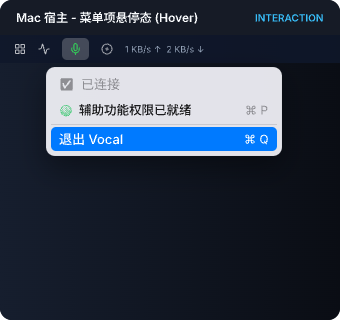 Mac 宿主 - 菜单项悬停态 (Hover)
INTERACTION
1 KB/s ↑ 2 KB/s ↓
已连接
辅助功能权限已就绪 ⌘ P
退出 Vocal ⌘ Q